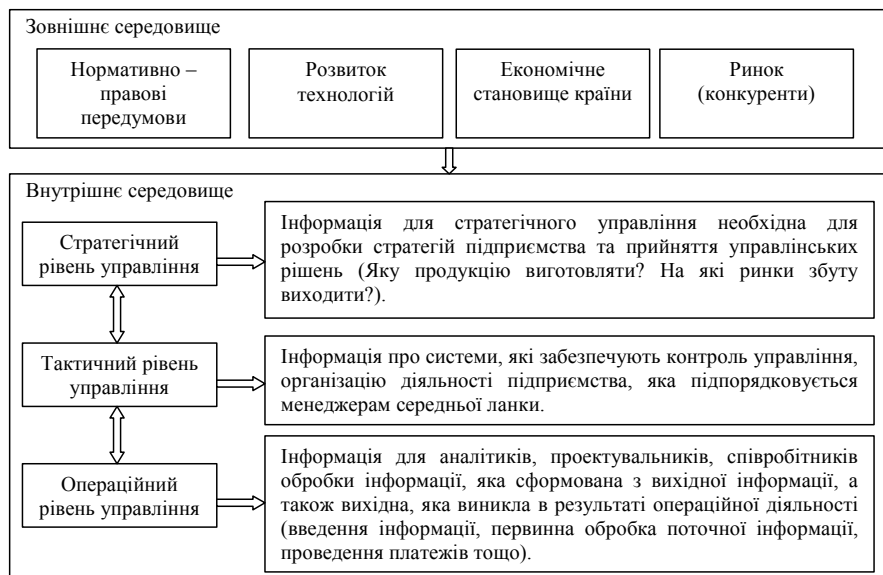 Зовнішнє середовище
Нормативно –
правові
передумови
Розвиток
технологій
Економічне
становище країни
Ринок
(конкуренти)
Внутрішнє середовище
Стратегічний
рівень управління
Інформація для стратегічного управління необхідна для
розробки стратегій підприємства та прийняття управлінських
рішень (Яку продукцію виготовляти? На які ринки збуту
виходити?).
Тактичний рівень
управління
Інформація про системи, які забезпечують контроль управління,
організацію діяльності підприємства, яка підпорядковується
менеджерам середньої ланки.
Операційний
рівень управління
Інформація для аналітиків, проектувальників, співробітників
обробки інформації, яка сформована з вихідної інформації, а
також вихідна, яка виникла в результаті операційної діяльності
(введення інформації, первинна обробка поточної інформації,
проведення платежів тощо).